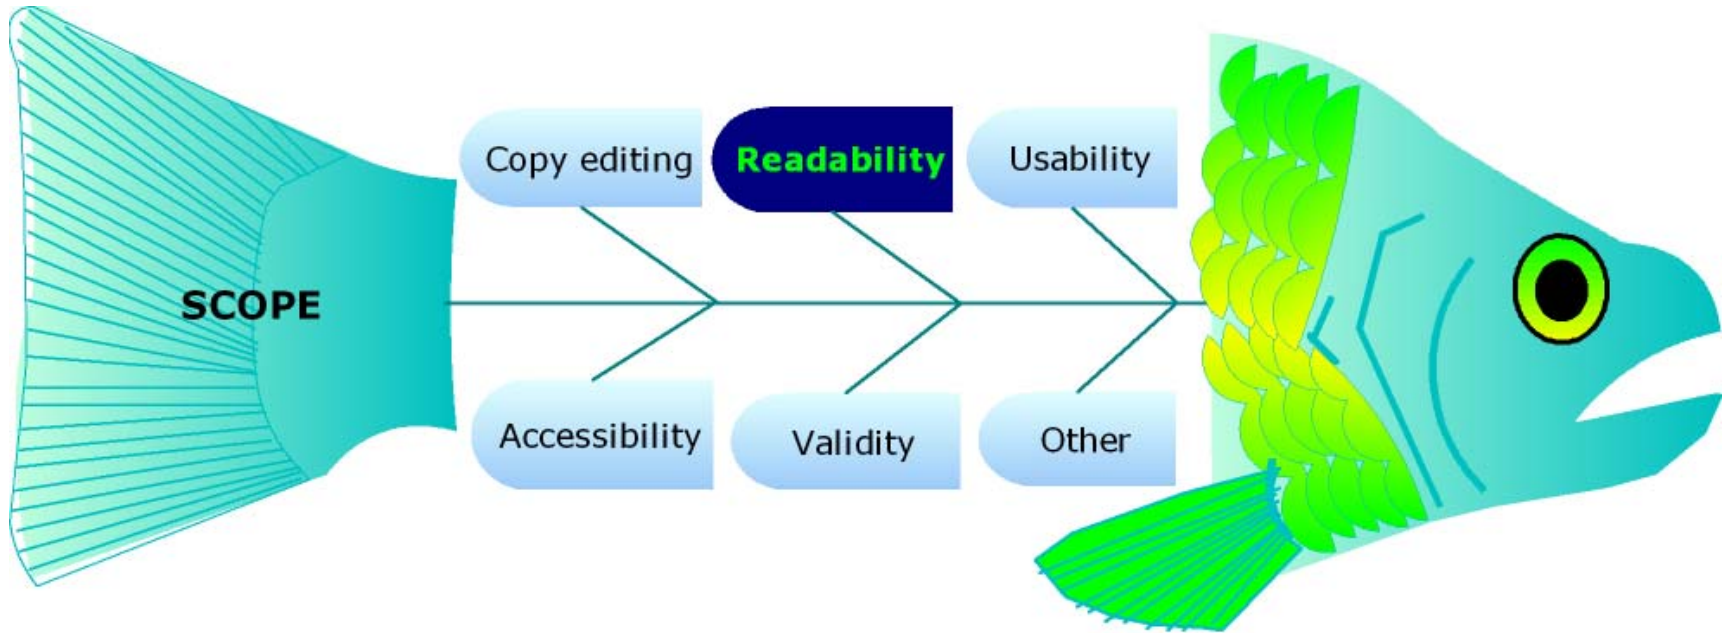 Copy editing
Readability
Usability
SCOPE
Accessibility
Validity
Other